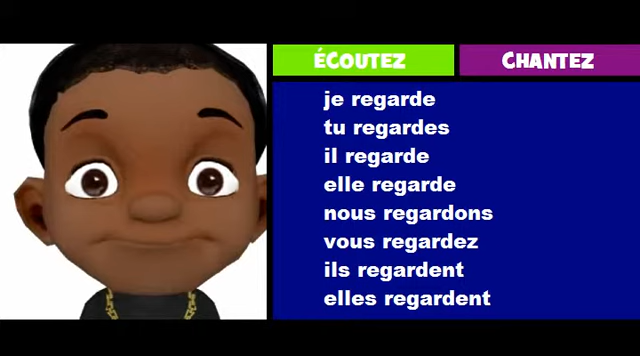 ÉCOUTEZ
CHANTEZ
je regarde
tu regardes
il regarde
elle regarde
nous regardons
vous regardez
ils regardent
elles regardent